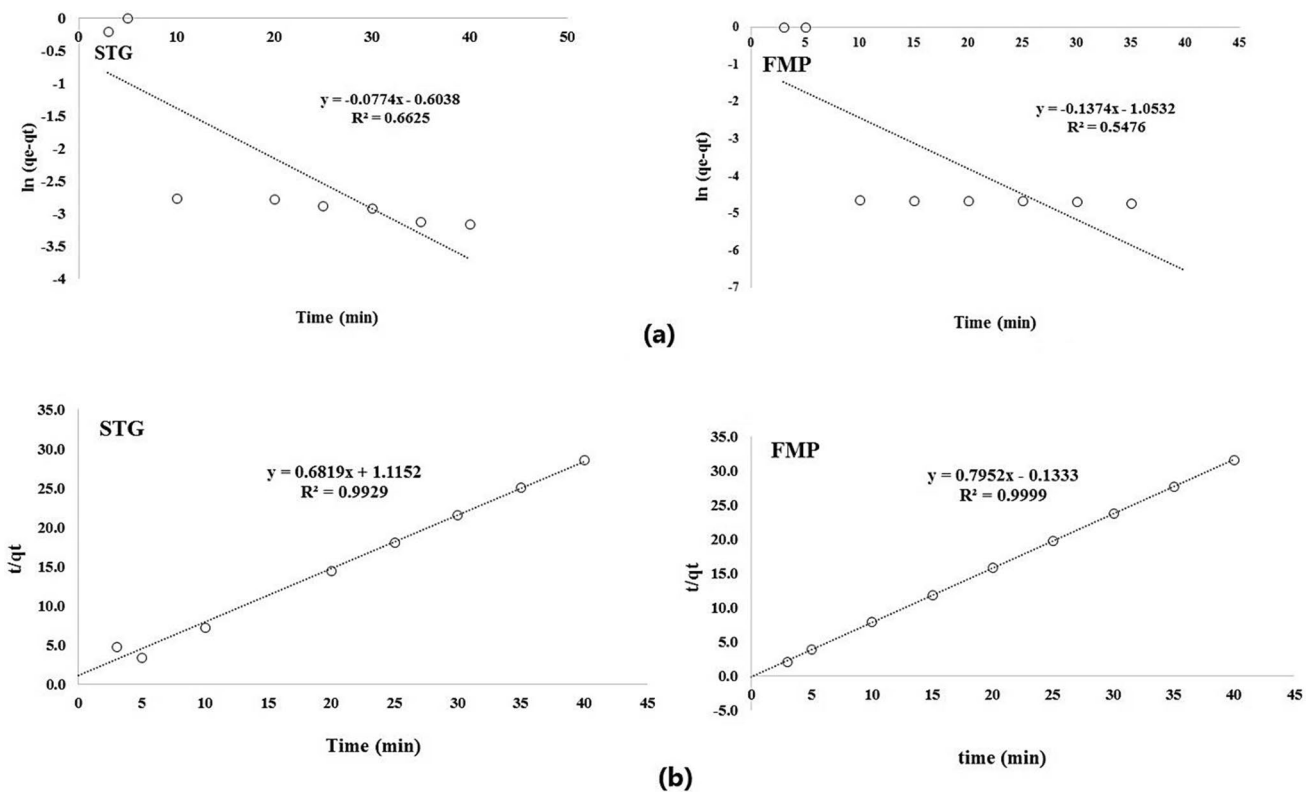 0
-0.5
-1
-1.5
-2
-2.5
-3
-3.5
-4
0 10 20 30 40 50
STG
y = -0.0774x - 0.6038
R² = 0.6625
ln (qe-qt)
Time (min)
0
-1
-2
-3
-4
-5
-6
-7
0 5 10 15 20 25 30 35 40 45
FMP
y = -0.1374x - 1.0532
R² = 0.5476
ln (qe-qt)
Time (min)
(a)
35.0
30.0
25.0
20.0
15.0
10.0
5.0
0.0
0 5 10 15 20 25 30 35 40 45
STG
y = 0.6819x + 1.1152
R² = 0.9929
t/qt
Time (min)
35.0
30.0
25.0
20.0
15.0
10.0
5.0
0.0
-5.0
0 5 10 15 20 25 30 35 40 45
FMP
y = 0.7952x - 0.1333
R² = 0.9999
t/qt
time (min)
(b)